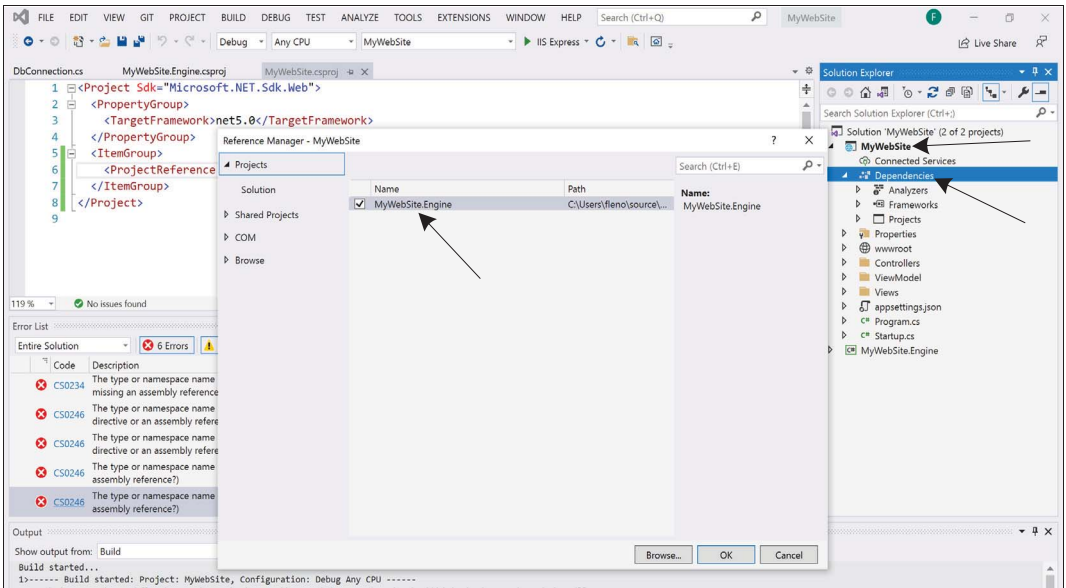 FILE EDIT VIEW GIT PROJECT BUILD DEBUG TEST ANALYZE TOOLS EXTENSIONS WINDOW HELP Search (Ctrl+Q) MyWebSite F
Debug Any CPU MyWebSite IIS Express Live Share
DbConnection.cs MyWebSite.Engine.csproj MyWebSite.csproj
1 <Project Sdk="Microsoft.NET.Sdk.Web">
2 <PropertyGroup>
3 <TargetFramework>net5.0</TargetFramework>
4 </PropertyGroup>
5 <ItemGroup>
6 <ProjectReference
7 </ItemGroup>
8 </Project>
9
119 % No issues found
Error List
Entire Solution 6 Errors
Code Description
CS0234 The type or namespace name
missing an assembly reference
CS0246 The type or namespace name
directive or an assembly refere
CS0246 The type or namespace name
directive or an assembly refere
CS0246 The type or namespace name
assembly reference?)
CS0246 The type or namespace name
assembly reference?)
Output
Show output from: Build
Build started...
1>------ Build started: Project: MyWebSite, Configuration: Debug Any CPU ------
Reference Manager - MyWebSite ? X
Projects
Solution
Shared Projects
COM
Browse
Search (Ctrl+E)
Name Path
MyWebSite.Engine C:\Users\fleno\source\...
Name:
MyWebSite.Engine
Browse... OK Cancel
Solution Explorer
Search Solution Explorer (Ctrl+;)
Solution 'MyWebSite' (2 of 2 projects)
MyWebSite
Connected Services
Dependencies
Analyzers
Frameworks
Projects
Properties
wwwroot
Controllers
ViewModel
Views
appsettings.json
C# Program.cs
C# Startup.cs
C# MyWebSite.Engine